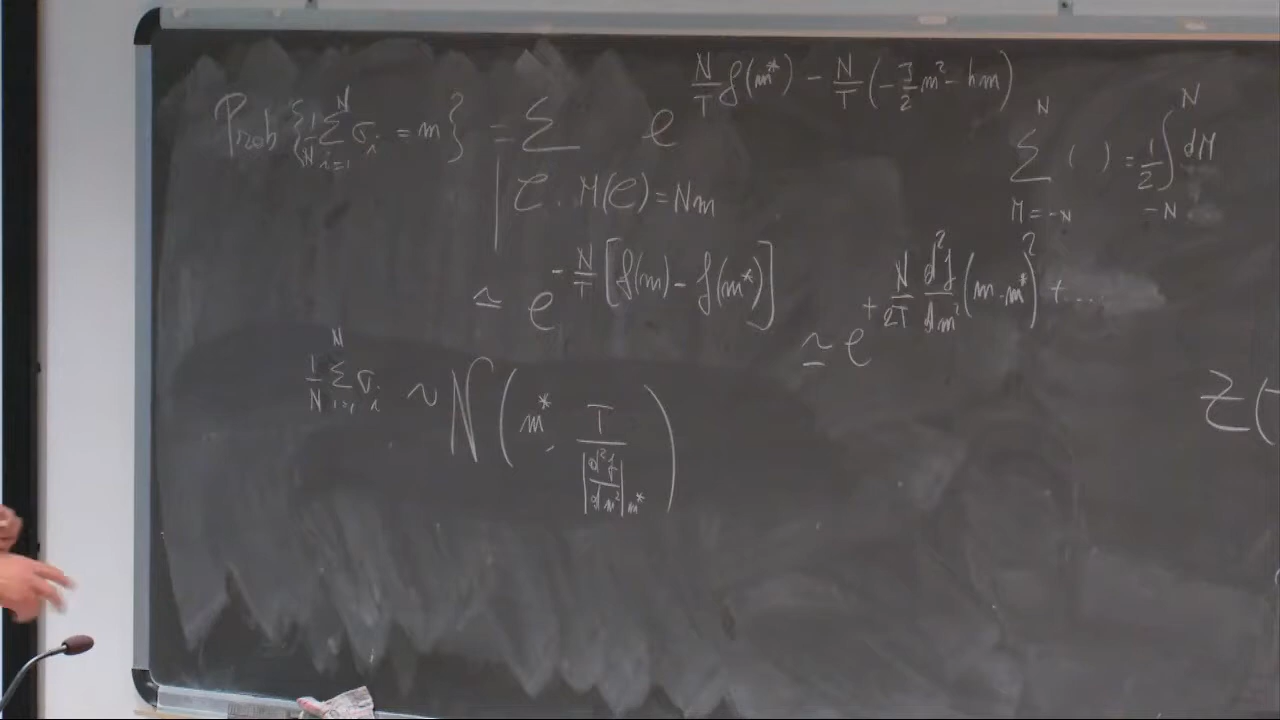 Prob { 1/N ∑_{i=1}^{N} σ_i = m } = ∑_{C : M(C) = Nm} e^{N/T f(m*) - N/T (-J/2 m² - hm)}
∑_{M=-N}^{N} ( ) = 1/2 ∫_{-N}^{N} dM
≃ e^{-N/T [f(m) - f(m*)]} ≃ e^{+ N/2T d²f/dm² (m - m*)² + ....}
1/N ∑_{i=1}^{N} σ_i ~ N ( m*, T / |d²f/dm²|_{m*} )
Z(